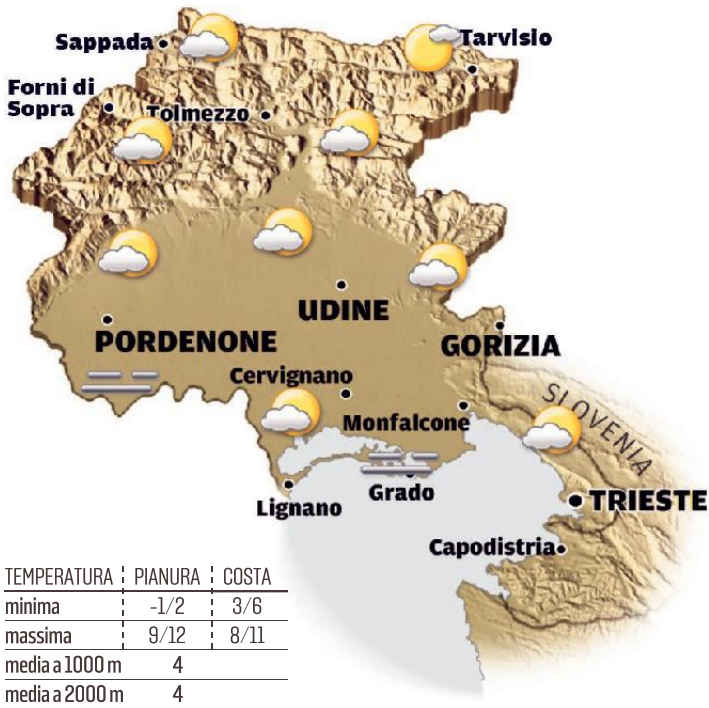 Sappada
Tarvisio
Forni di
Sopra
Tolmezzo
UDINE
PORDENONE
GORIZIA
Cervignano
SLOVENIA
Monfalcone
Grado
Lignano
TRIESTE
Capodistria
TEMPERATURA PIANURA COSTA
minima -1/2 3/6
massima 9/12 8/11
media a 1000 m 4
media a 2000 m 4